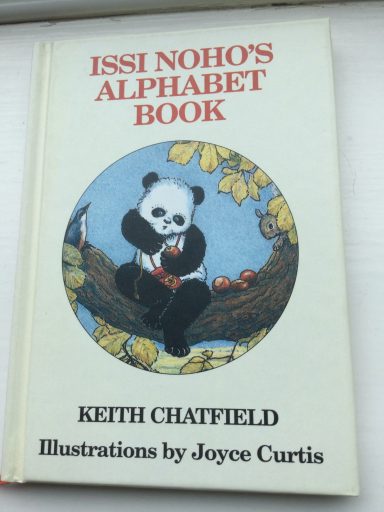 ISSI NOHO'S
ALPHABET
BOOK
KEITH CHATFIELD
Illustrations by Joyce Curtis